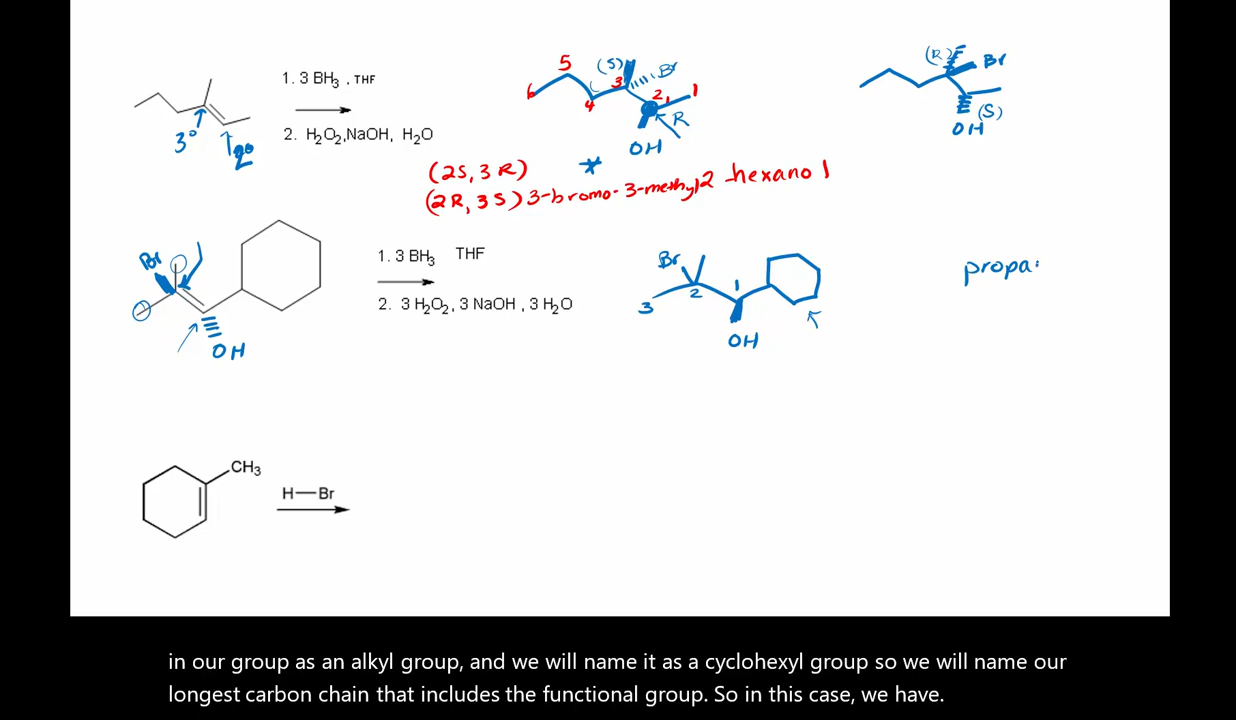 1. 3 BH3 . THF
2. H2O2,NaOH, H2O
3°
2°
6
5
4
(S)
3
Br
2
1
R
OH
(R)
Br
(S)
OH
(2S, 3R)
(2R, 3S) 3-bromo-3-methyl 2-hexanol
Br
OH
1. 3 BH3 THF
2. 3 H2O2, 3 NaOH , 3 H2O
Br
3
2
1
OH
propa
CH3
H—Br
in our group as an alkyl group, and we will name it as a cyclohexyl group so we will name our
longest carbon chain that includes the functional group. So in this case, we have.